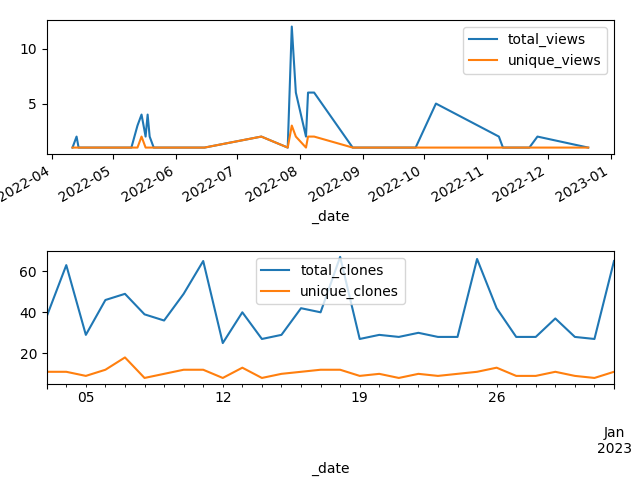 10
5
total_views
unique_views
2022-04
2022-05
2022-06
2022-07
2022-08
2022-09
2022-10
2022-11
2022-12
2023-01
_date
60
40
20
total_clones
unique_clones
05
12
19
26
Jan
2023
_date